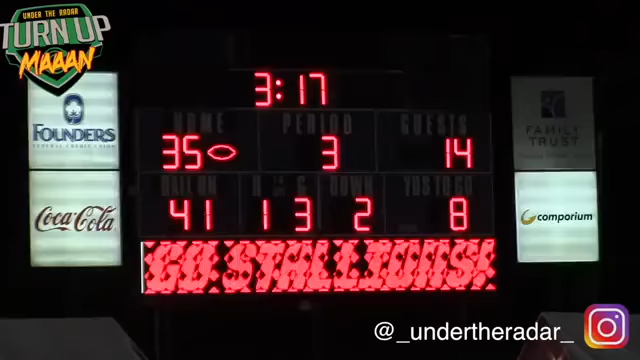 UNDER THE RADAR
TURN UP
MAAAN
3:17
HOME PERIOD GUESTS
35 3 14
BALL ON DOWN YDS TO GO
41 1 3 2 8
GO STALLIONS!
FOUNDERS
FEDERAL CREDIT UNION
Coca-Cola
FAMILY
TRUST
comporium
@_undertheradar_